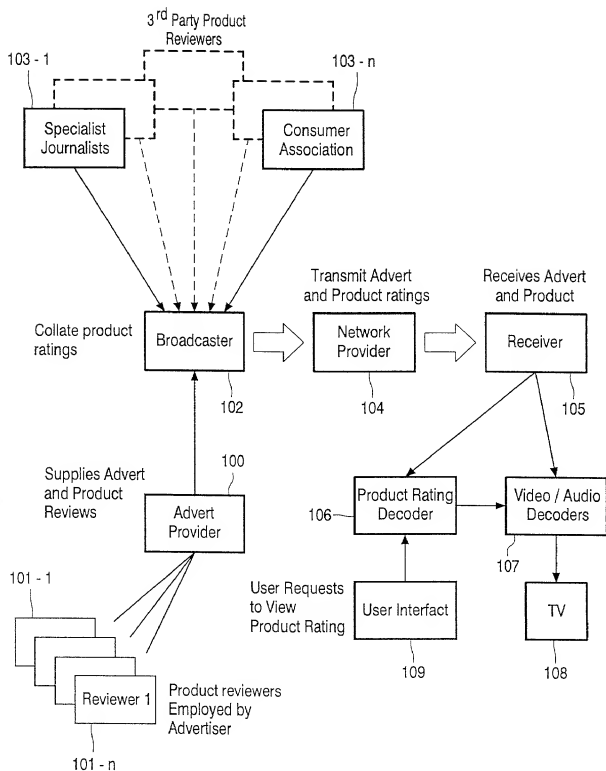 3rd Party Product
Reviewers
103 - 1
103 - n
Specialist
Journalists
Consumer
Association
Transmit Advert
and Product ratings
Receives Advert
and Product
Collate product
ratings
Broadcaster
Network
Provider
Receiver
102
104
105
Supplies Advert
and Product
Reviews
100
Advert
Provider
106
Product Rating
Decoder
Video / Audio
Decoders
107
101 - 1
User Requests
to View
Product Rating
User Interfact
TV
109
108
Reviewer 1
Product reviewers
Employed by
Advertiser
101 - n